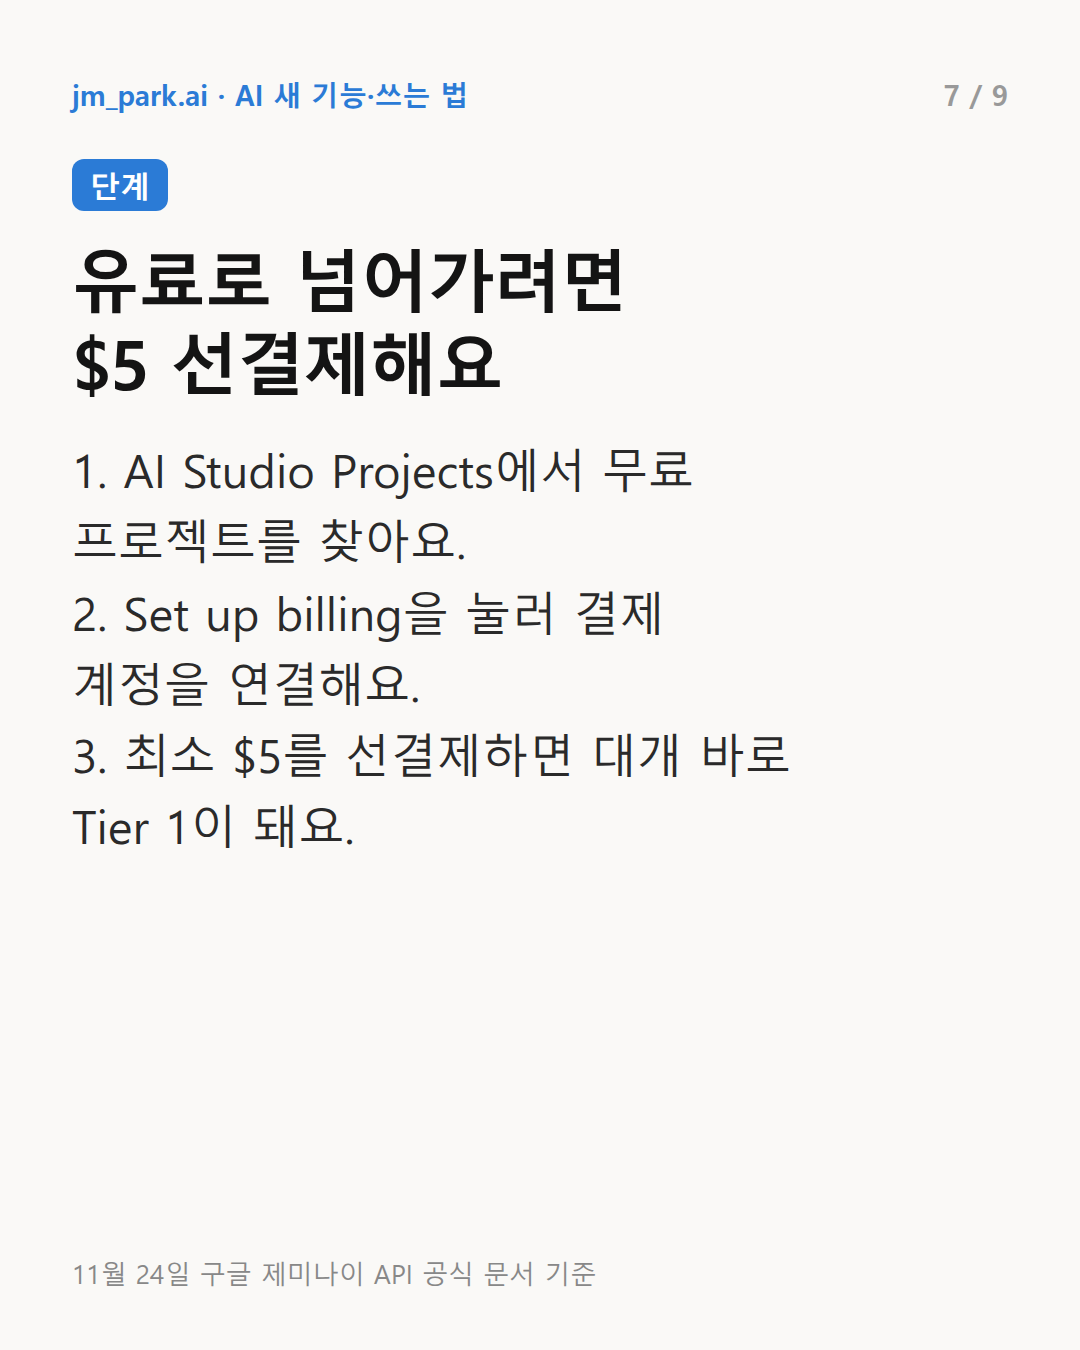 jm_park.ai · AI 새 기능·쓰는 법
7 / 9
단계
유료로 넘어가려면
$5 선결제해요
1. AI Studio Projects에서 무료
프로젝트를 찾아요.
2. Set up billing을 눌러 결제
계정을 연결해요.
3. 최소 $5를 선결제하면 대개 바로
Tier 1이 돼요.
11월 24일 구글 제미나이 API 공식 문서 기준